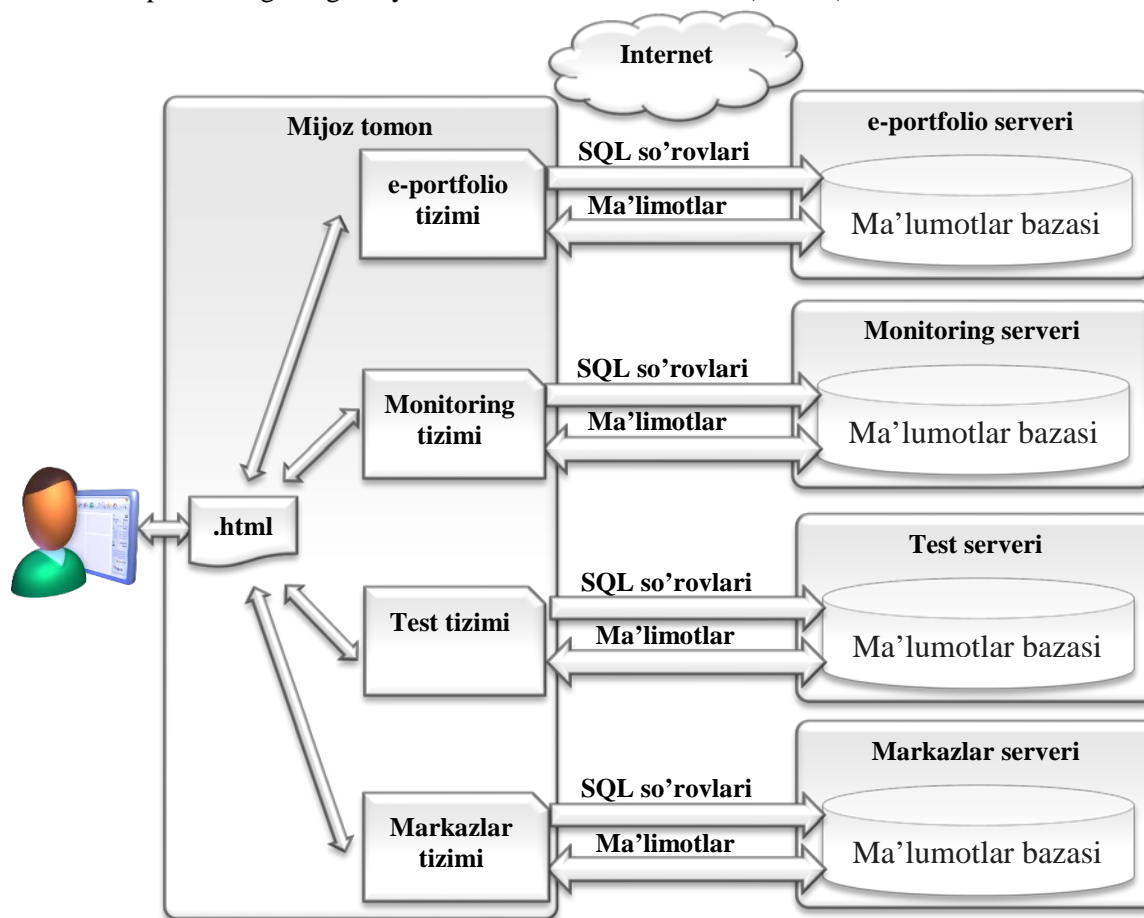 Internet
Mijoz tomon
e-portfolio serveri
SQL so’rovlari
e-portfolio
tizimi
Ma’limotlar
Ma’lumotlar bazasi
Monitoring serveri
SQL so’rovlari
Monitoring
tizimi
Ma’limotlar
Ma’lumotlar bazasi
.html
Test serveri
SQL so’rovlari
Test tizimi
Ma’limotlar
Ma’lumotlar bazasi
Markazlar serveri
SQL so’rovlari
Markazlar
tizimi
Ma’limotlar
Ma’lumotlar bazasi